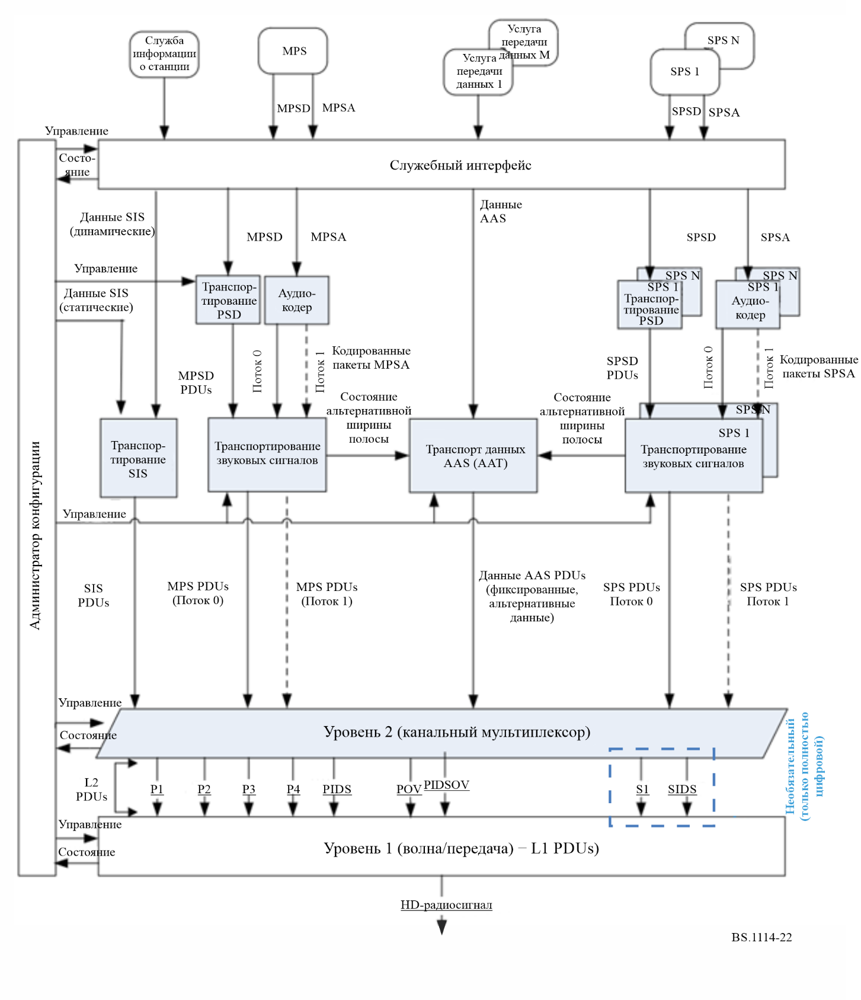 Служба
информации
о станции
MPS
Услуга
передачи
данных M
Услуга
передачи
данных 1
SPS N
SPS 1
MPSD
MPSA
SPSD
SPSA
Управление
Состо-
яние
Служебный интерфейс
Данные SIS
(динамические)
MPSD
MPSA
Данные
AAS
SPSD
SPSA
Управление
Данные SIS
(статические)
Транспор-
тирование
PSD
Аудио-
кодер
SPS N
SPS 1
Транспор-
тирование
PSD
SPS N
SPS 1
Аудио-
кодер
MPSD
PDUs
Поток 0
Поток 1
Кодированные
пакеты MPSA
SPSD
PDUs
Поток 0
Поток 1
Кодированные
пакеты SPSA
Состояние
альтернативной
ширины
полосы
Состояние
альтернативной
ширины
полосы
Транспор-
тирование
SIS
Транспортирование
звуковых сигналов
Транспорт данных
AAS (AAT)
SPS N
SPS 1
Транспортирование
звуковых сигналов
Администратор конфигурации
Управление
SIS
PDUs
MPS PDUs
(Поток 0)
MPS PDUs
(Поток 1)
Данные AAS PDUs
(фиксированные,
альтернативные
данные)
SPS PDUs
Поток 0
SPS PDUs
Поток 1
Управление
Состояние
Уровень 2 (канальный мультиплексор)
Необязательный
(только полностью
цифровой)
L2
PDUs
P1
P2
P3
P4
PIDS
POV
PIDSOV
S1
SIDS
Управление
Состояние
Уровень 1 (волна/передача) − L1 PDUs)
HD-радиосигнал
BS.1114-22